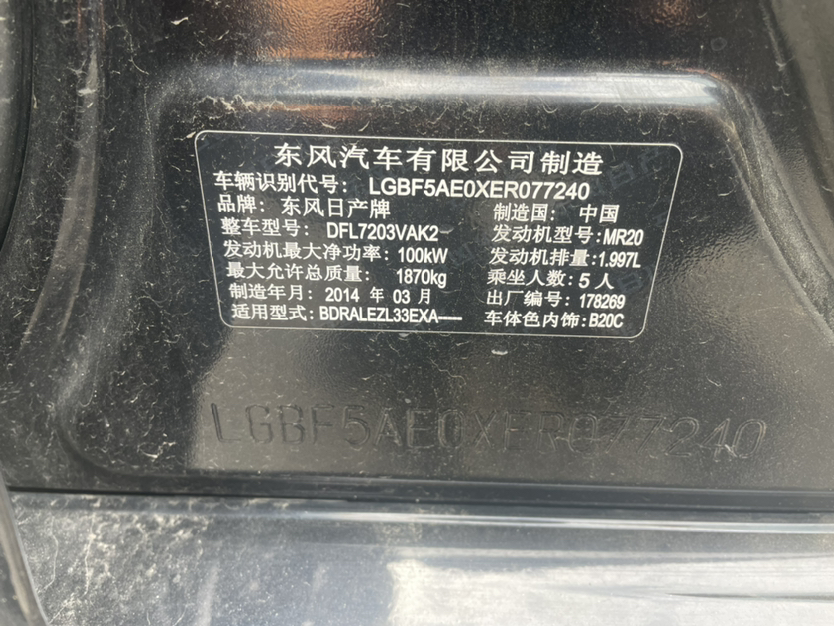 东风汽车有限公司制造
车辆识别代号: LGBF5AE0XER077240
品牌: 东风日产牌 制造国: 中国
整车型号: DFL7203VAK2 发动机型号: MR20
发动机最大净功率: 100kW 发动机排量: 1.997L
最大允许总质量: 1870kg 乘坐人数: 5 人
制造年月: 2014 年 03 月 出厂编号: 178269
适用型式: BDRALEZL33EXA----- 车体色内饰: B20C
LGBF5AE0XER077240